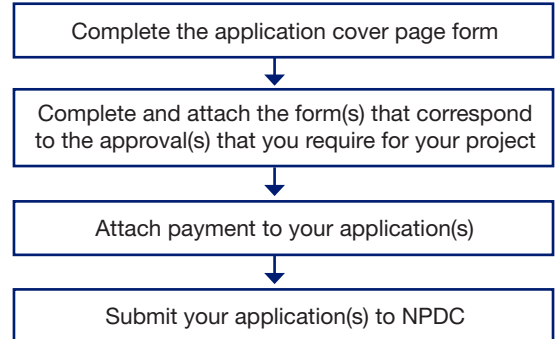 Complete the application cover page form
Complete and attach the form(s) that correspond
to the approval(s) that you require for your project
Attach payment to your application(s)
Submit your application(s) to NPDC